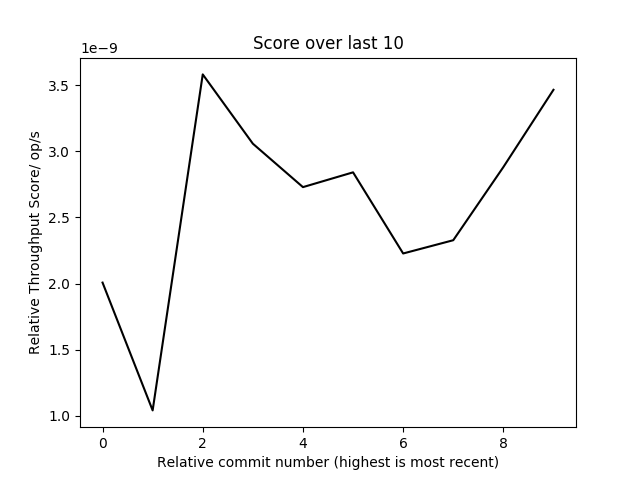 Score over last 10
1e−9
Relative Throughput Score/ op/s
3.5
3.0
2.5
2.0
1.5
1.0
0 2 4 6 8
Relative commit number (highest is most recent)